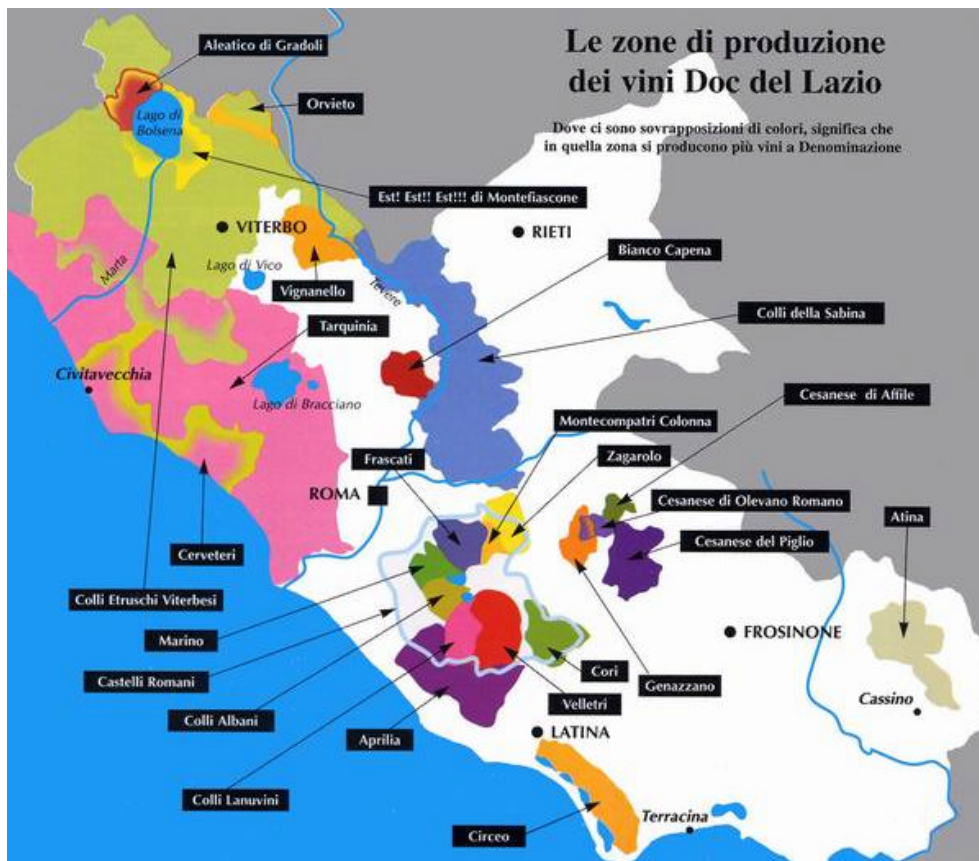 Le zone di produzione
dei vini Doc del Lazio
Dove ci sono sovrapposizioni di colori, significa che
in quella zona si producono più vini a Denominazione
Aleatico di Gradoli
Orvieto
Lago di
Bolsena
Est! Est!! Est!!! di Montefiascone
VITERBO
RIETI
Bianco Capena
Lago di Vico
Marta
Tevere
Vignanello
Colli della Sabina
Tarquinia
Civitavecchia
Lago di Bracciano
Cesanese di Affile
Montecompatri Colonna
Frascati
Zagarolo
ROMA
Cesanese di Olevano Romano
Atina
Cesanese del Piglio
Cerveteri
Colli Etruschi Viterbesi
Marino
FROSINONE
Cori
Castelli Romani
Genazzano
Velletri
Cassino
Colli Albani
Aprilia
LATINA
Colli Lanuvini
Circeo
Terracina